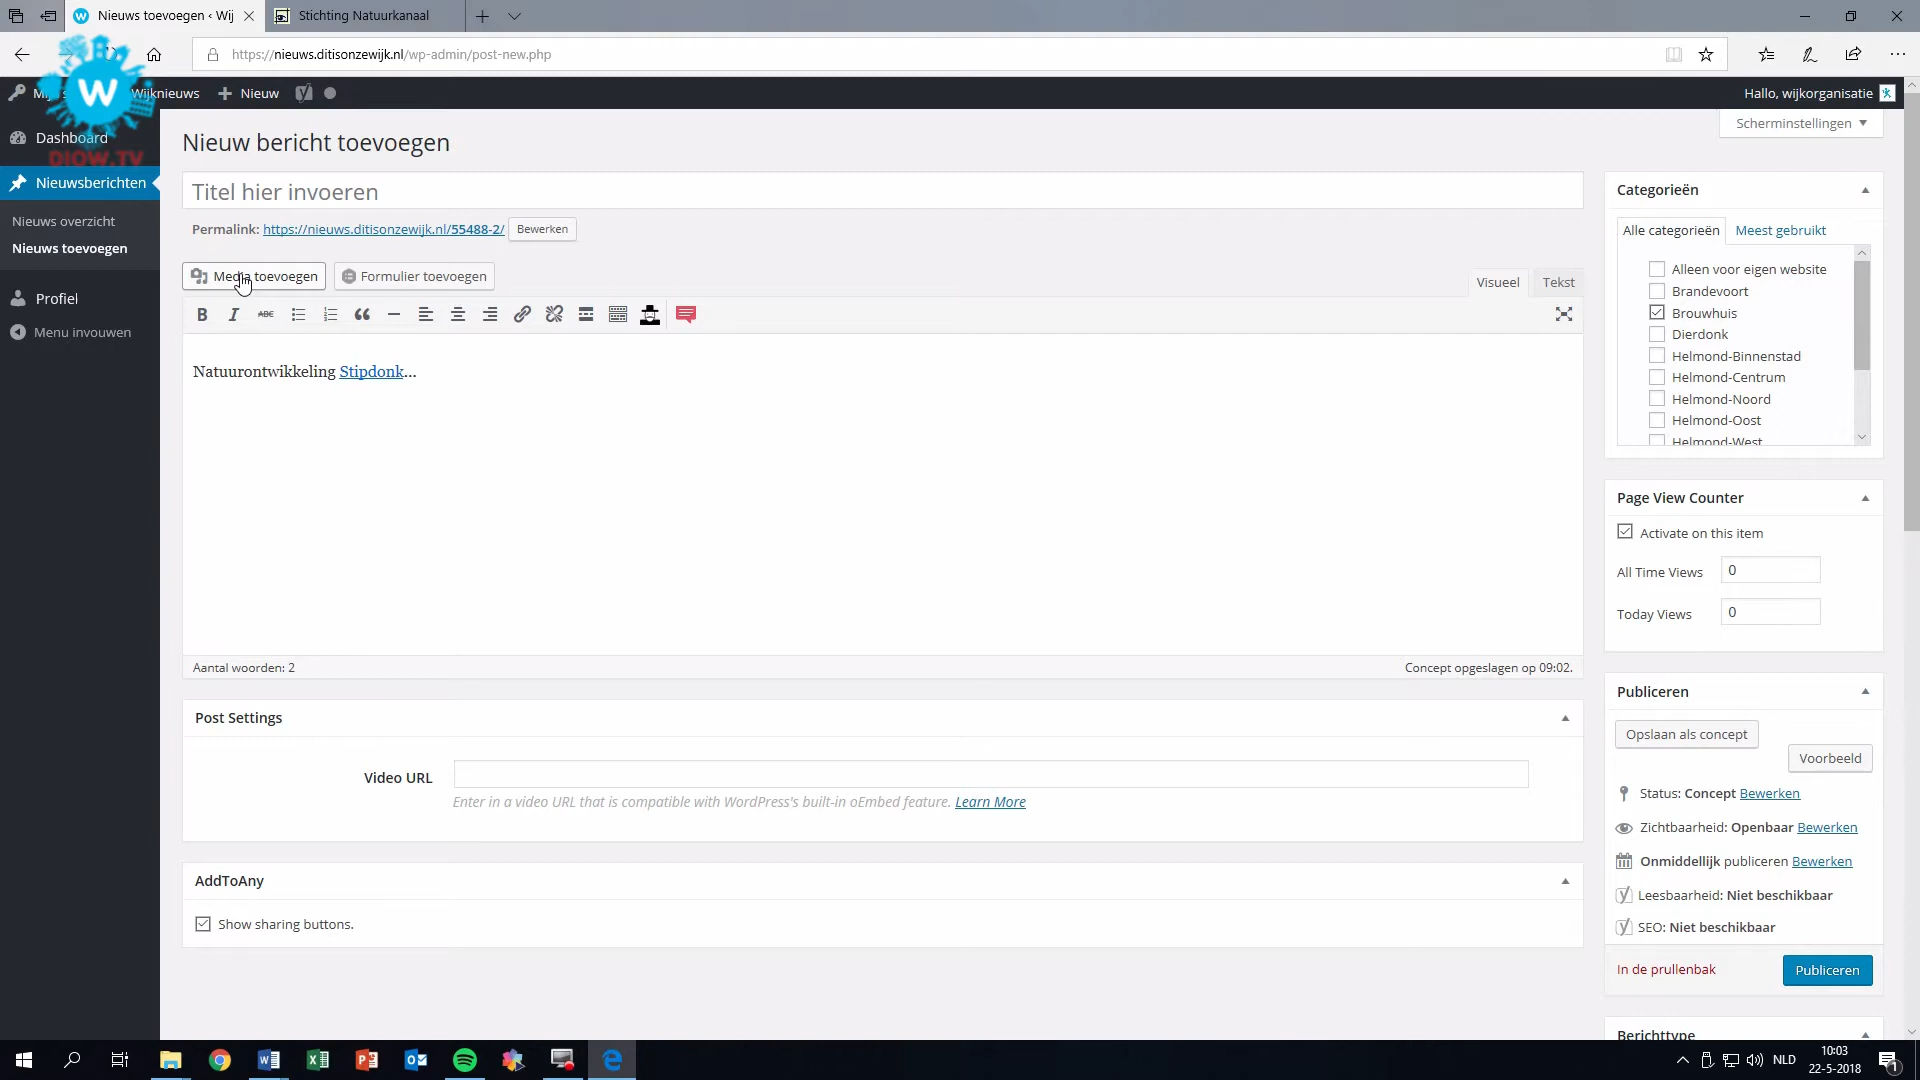 Nieuws toevoegen ‹ Wij
Stichting Natuurkanaal
https://nieuws.ditisonzewijk.nl/wp-admin/post-new.php
Wijknieuws
Nieuw
Hallo, wijkorganisatie
W
DIOW.TV
Dashboard
Nieuwsberichten
Nieuws overzicht
Nieuws toevoegen
Profiel
Menu invouwen
Scherminstellingen
Nieuw bericht toevoegen
Titel hier invoeren
Permalink: https://nieuws.ditisonzewijk.nl/55488-2/ Bewerken
Media toevoegen
Formulier toevoegen
Visueel
Tekst
B I ABC
Natuurontwikkeling Stipdonk...
Aantal woorden: 2
Concept opgeslagen op 09:02.
Post Settings
Video URL
Enter in a video URL that is compatible with WordPress's built-in oEmbed feature. Learn More
AddToAny
Show sharing buttons.
Categorieën
Alle categorieën
Meest gebruikt
Alleen voor eigen website
Brandevoort
Brouwhuis
Dierdonk
Helmond-Binnenstad
Helmond-Centrum
Helmond-Noord
Helmond-Oost
Helmond-West
Page View Counter
Activate on this item
All Time Views 0
Today Views 0
Publiceren
Opslaan als concept
Voorbeeld
Status: Concept Bewerken
Zichtbaarheid: Openbaar Bewerken
Onmiddellijk publiceren Bewerken
Leesbaarheid: Niet beschikbaar
SEO: Niet beschikbaar
In de prullenbak
Publiceren
Berichttype
NLD
10:03
22-5-2018
1